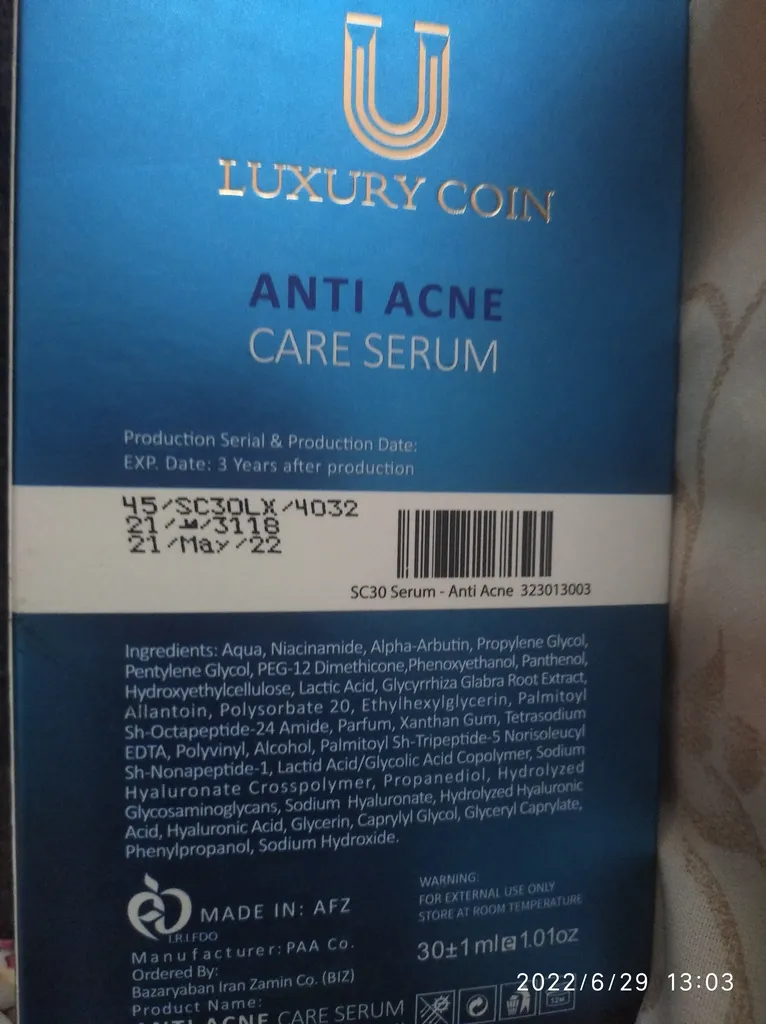 LUXURY COIN
ANTI ACNE
CARE SERUM
Production Serial & Production Date:
EXP. Date: 3 Years after production
45/SC30LX/4032
21/ /3118
21/May/22
SC30 Serum - Anti Acne 323013003
Ingredients: Aqua, Niacinamide, Alpha-Arbutin, Propylene Glycol,
Pentylene Glycol, PEG-12 Dimethicone,Phenoxyethanol, Panthenol,
Hydroxyethylcellulose, Lactic Acid, Glycyrrhiza Glabra Root Extract,
Allantoin, Polysorbate 20, Ethylhexylglycerin, Palmitoyl
Sh-Octapeptide-24 Amide, Parfum, Xanthan Gum, Tetrasodium
EDTA, Polyvinyl, Alcohol, Palmitoyl Sh-Tripeptide-5 Norisoleucyl
Sh-Nonapeptide-1, Lactid Acid/Glycolic Acid Copolymer, Sodium
Hyaluronate Crosspolymer, Propanediol, Hydrolyzed
Glycosaminoglycans, Sodium Hyaluronate, Hydrolyzed Hyaluronic
Acid, Hyaluronic Acid, Glycerin, Caprylyl Glycol, Glyceryl Caprylate,
Phenylpropanol, Sodium Hydroxide.
MADE IN: AFZ
I.R.I.FDO
Manufacturer: PAA Co.
Ordered By:
Bazaryaban Iran Zamin Co. (BIZ)
Product Name:
ANTI ACNE CARE SERUM
WARNING:
FOR EXTERNAL USE ONLY
STORE AT ROOM TEMPERATURE
30±1 ml e 1.01oz
12M
2022/6/29 13:03